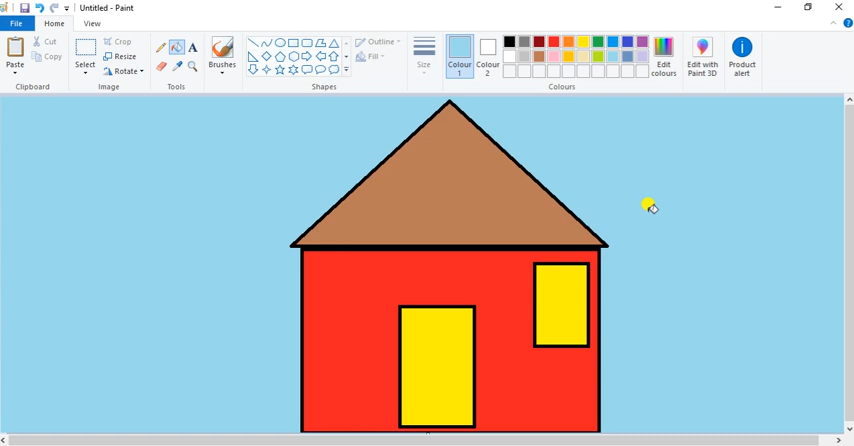 Untitled - Paint
File Home View
Paste
Cut
Copy
Clipboard
Select
Crop
Resize
Rotate
Image
A
Tools
Brushes
Outline
Fill
Shapes
Size
Colour 1
Colour 2
Edit colours
Colours
Edit with Paint 3D
Product alert